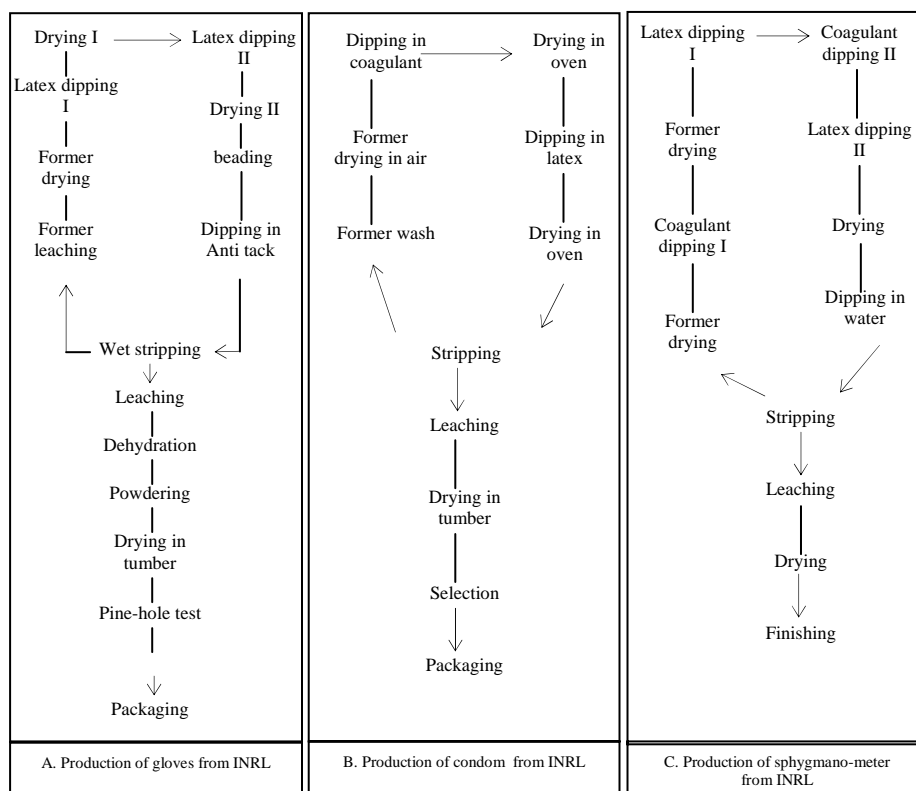 Drying I
Latex dipping
II
Latex dipping
I
Drying II
Former
drying
beading
Former
leaching
Dipping in
Anti tack
Wet stripping
Leaching
Dehydration
Powdering
Drying in
tumber
Pine-hole test
Packaging
A. Production of gloves from INRL
Dipping in
coagulant
Drying in
oven
Former
drying in air
Dipping in
latex
Former wash
Drying in
oven
Stripping
Leaching
Drying in
tumber
Selection
Packaging
B. Production of condom from INRL
Latex dipping
I
Coagulant
dipping II
Former
drying
Latex dipping
II
Coagulant
dipping I
Drying
Former
drying
Dipping in
water
Stripping
Leaching
Drying
Finishing
C. Production of sphygmano-meter
from INRL